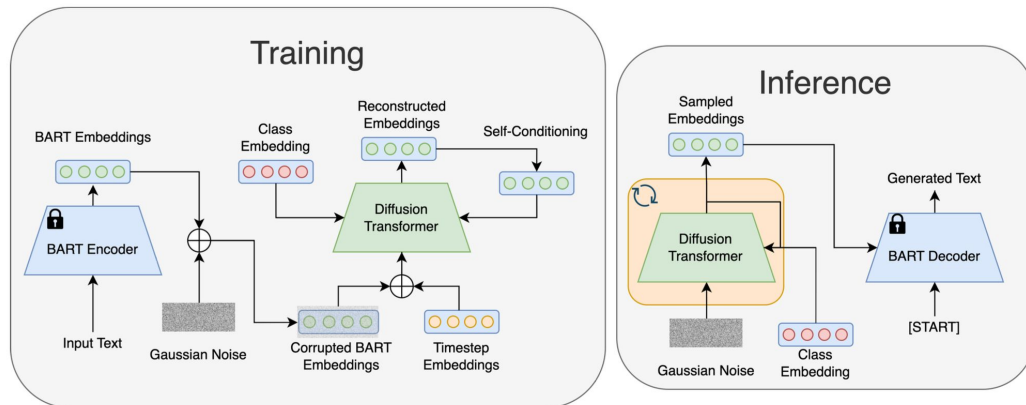 Training
BART Embeddings
Class
Embedding
Reconstructed
Embeddings
Self-Conditioning
BART Encoder
Diffusion
Transformer
Input Text
Gaussian Noise
Corrupted BART
Embeddings
Timestep
Embeddings
Inference
Sampled
Embeddings
Generated Text
Diffusion
Transformer
BART Decoder
Gaussian Noise
Class
Embedding
[START]